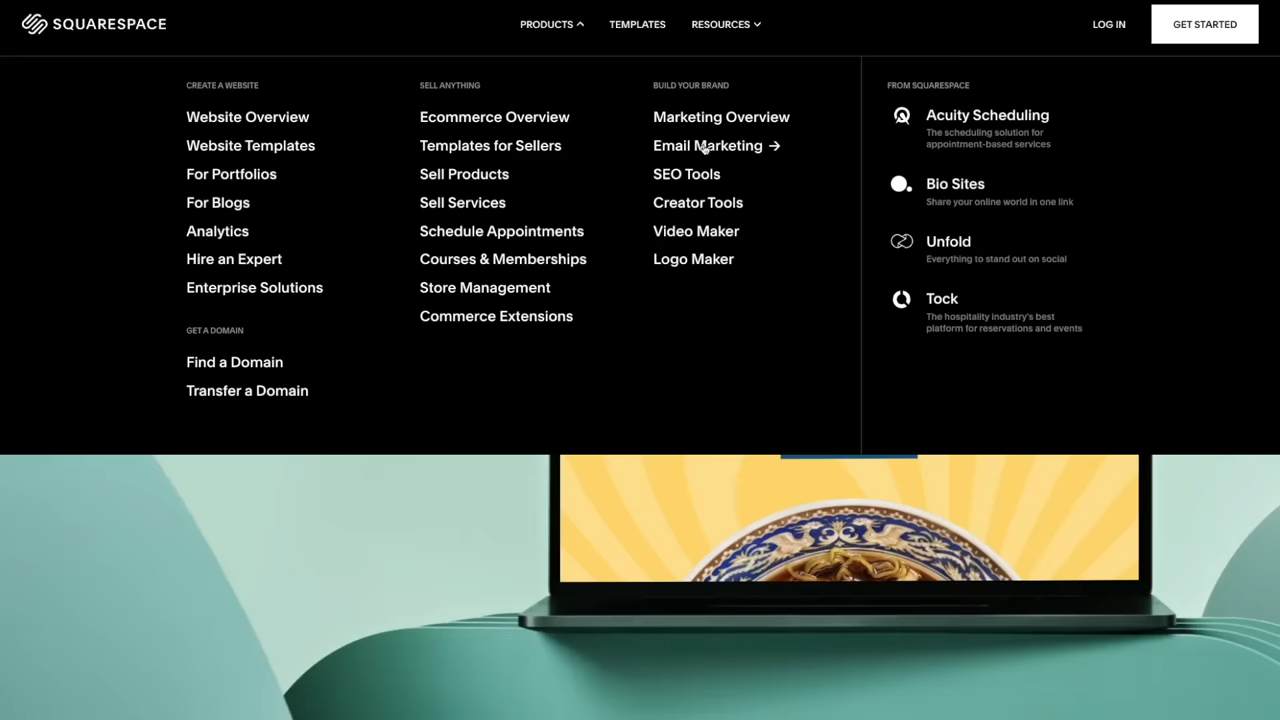 SQUARESPACE
PRODUCTS
TEMPLATES
RESOURCES
LOG IN
GET STARTED
CREATE A WEBSITE
Website Overview
Website Templates
For Portfolios
For Blogs
Analytics
Hire an Expert
Enterprise Solutions
GET A DOMAIN
Find a Domain
Transfer a Domain
SELL ANYTHING
Ecommerce Overview
Templates for Sellers
Sell Products
Sell Services
Schedule Appointments
Courses & Memberships
Store Management
Commerce Extensions
BUILD YOUR BRAND
Marketing Overview
Email Marketing →
SEO Tools
Creator Tools
Video Maker
Logo Maker
FROM SQUARESPACE
Acuity Scheduling
The scheduling solution for
appointment-based services
Bio Sites
Share your online world in one link
Unfold
Everything to stand out on social
Tock
The hospitality industry's best
platform for reservations and events